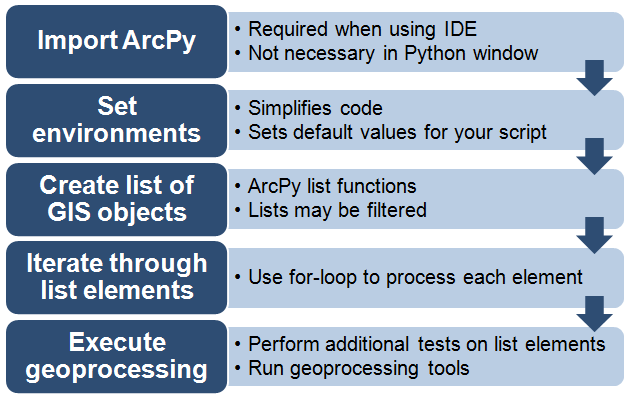 Import ArcPy
• Required when using IDE
• Not necessary in Python window
Set
environments
• Simplifies code
• Sets default values for your script
Create list of
GIS objects
• ArcPy list functions
• Lists may be filtered
Iterate through
list elements
• Use for-loop to process each element
Execute
geoprocessing
• Perform additional tests on list elements
• Run geoprocessing tools